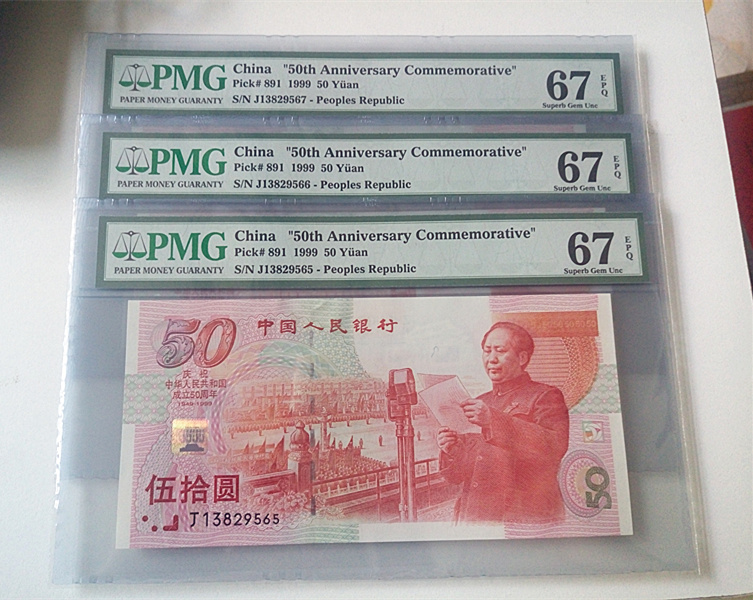 PMG
PAPER MONEY GUARANTY
China "50th Anniversary Commemorative"
Pick# 891 1999 50 Yüan
S/N J13829567 - Peoples Republic
67
EPQ
Superb Gem Unc
PMG
PAPER MONEY GUARANTY
China "50th Anniversary Commemorative"
Pick# 891 1999 50 Yüan
S/N J13829566 - Peoples Republic
67
EPQ
Superb Gem Unc
PMG
PAPER MONEY GUARANTY
China "50th Anniversary Commemorative"
Pick# 891 1999 50 Yüan
S/N J13829565 - Peoples Republic
67
EPQ
Superb Gem Unc
50
中国人民银行
庆祝
中华人民共和国
成立50周年
1949-1999
伍拾圆
J13829565
50